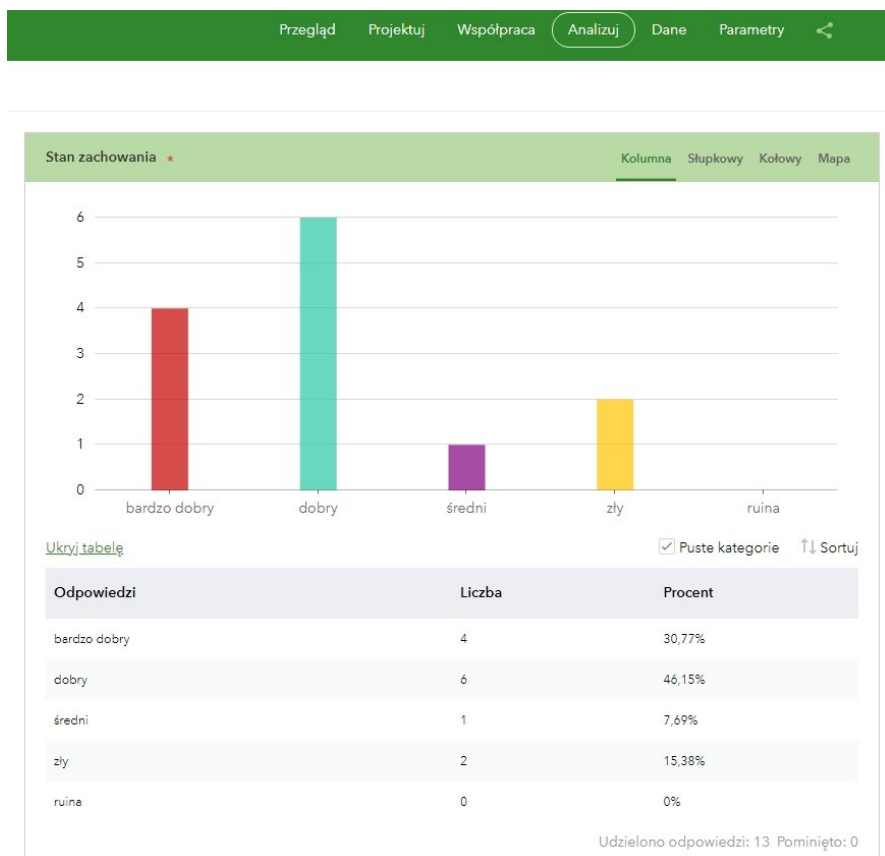 Przegląd Projektuj Współpraca Analizuj Dane Parametry
Stan zachowania * Kolumna Słupkowy Kołowy Mapa
6
5
4
3
2
1
0
bardzo dobry dobry średni zły ruina
Ukryj tabelę Puste kategorie Sortuj
Odpowiedzi Liczba Procent
bardzo dobry 4 30,77%
dobry 6 46,15%
średni 1 7,69%
zły 2 15,38%
ruina 0 0%
Udzielono odpowiedzi: 13 Pominięto: 0